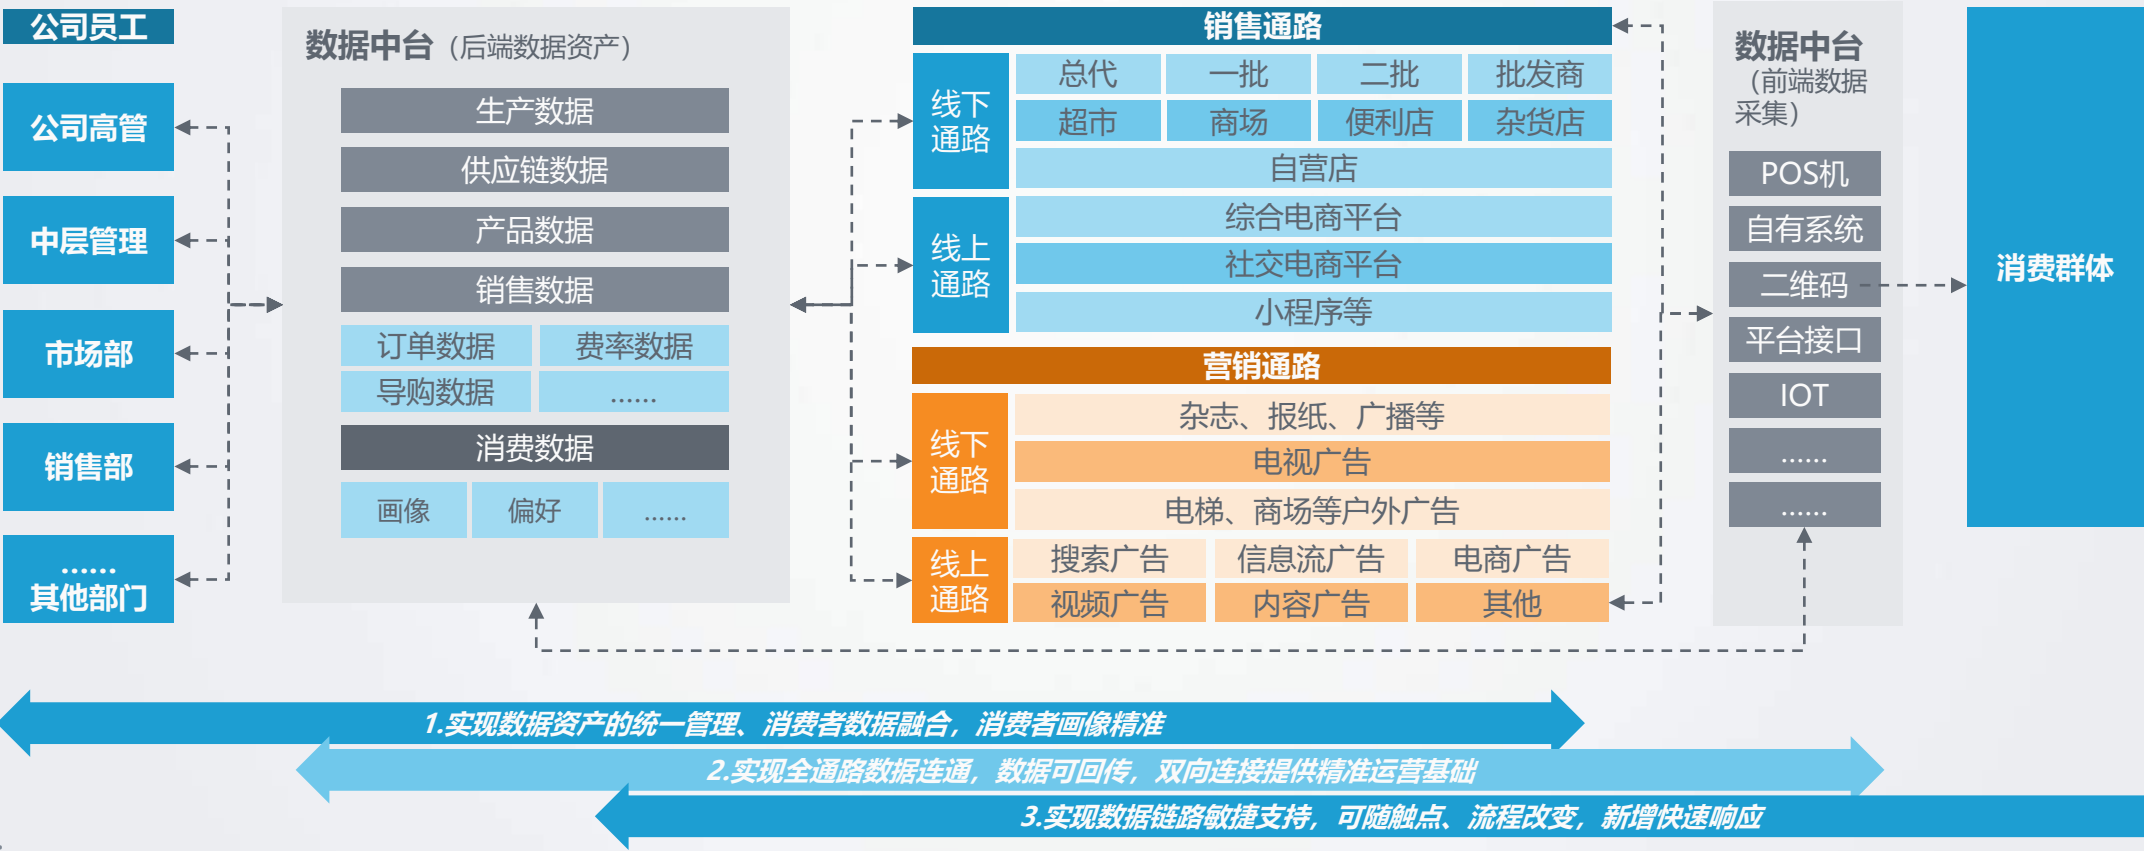 公司员工
公司高管
中层管理
市场部
销售部
……
其他部门
数据中台（后端数据资产）
生产数据
供应链数据
产品数据
销售数据
订单数据
费率数据
导购数据
……
消费数据
画像
偏好
……
销售通路
线下
通路
总代
一批
二批
批发商
超市
商场
便利店
杂货店
自营店
线上
通路
综合电商平台
社交电商平台
小程序等
营销通路
线下
通路
杂志、报纸、广播等
电视广告
电梯、商场等户外广告
线上
通路
搜索广告
信息流广告
电商广告
视频广告
内容广告
其他
数据中台
（前端数据
采集）
POS机
自有系统
二维码
平台接口
IOT
……
……
消费群体
1.实现数据资产的统一管理、消费者数据融合，消费者画像精准
2.实现全通路数据连通，数据可回传，双向连接提供精准运营基础
3.实现数据链路敏捷支持，可随触点、流程改变，新增快速响应